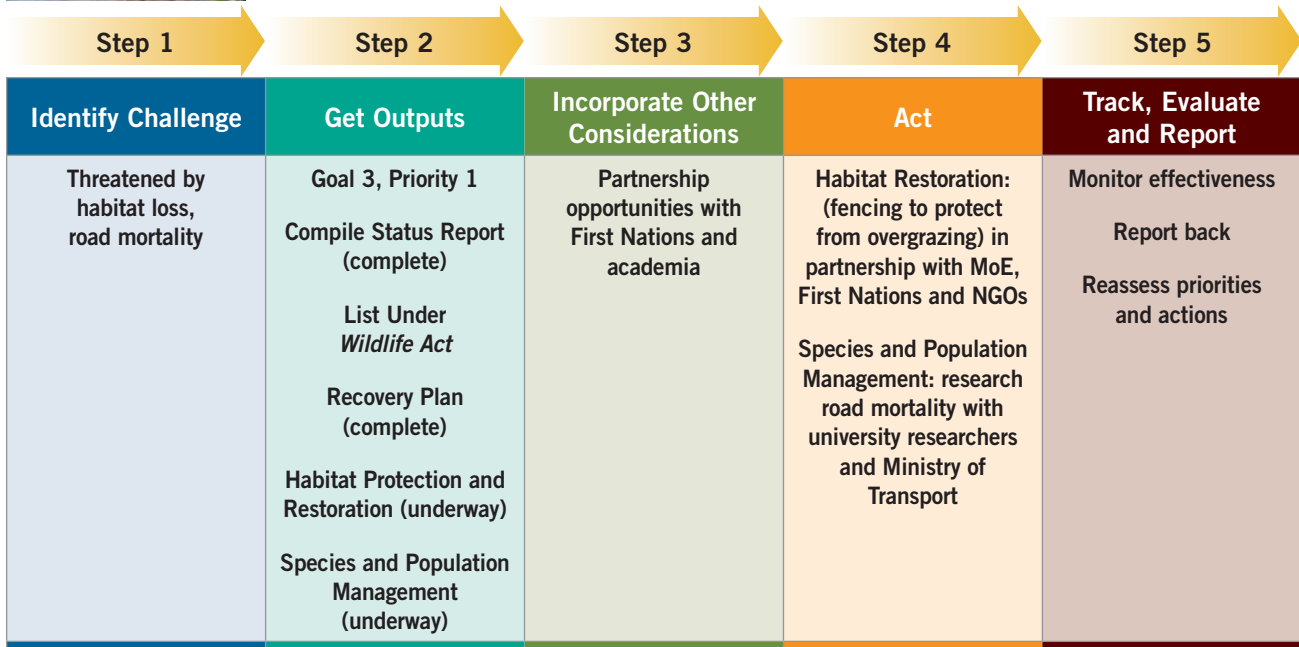 Step 1
Step 2
Step 3
Step 4
Step 5
Identify Challenge
Get Outputs
Incorporate Other
Considerations
Act
Track, Evaluate
and Report
Threatened by
habitat loss,
road mortality
Goal 3, Priority 1
Compile Status Report
(complete)
List Under
Wildlife Act
Recovery Plan
(complete)
Habitat Protection and
Restoration (underway)
Species and Population
Management
(underway)
Partnership
opportunities with
First Nations and
academia
Habitat Restoration:
(fencing to protect
from overgrazing) in
partnership with MoE,
First Nations and NGOs
Species and Population
Management: research
road mortality with
university researchers
and Ministry of
Transport
Monitor effectiveness
Report back
Reassess priorities
and actions